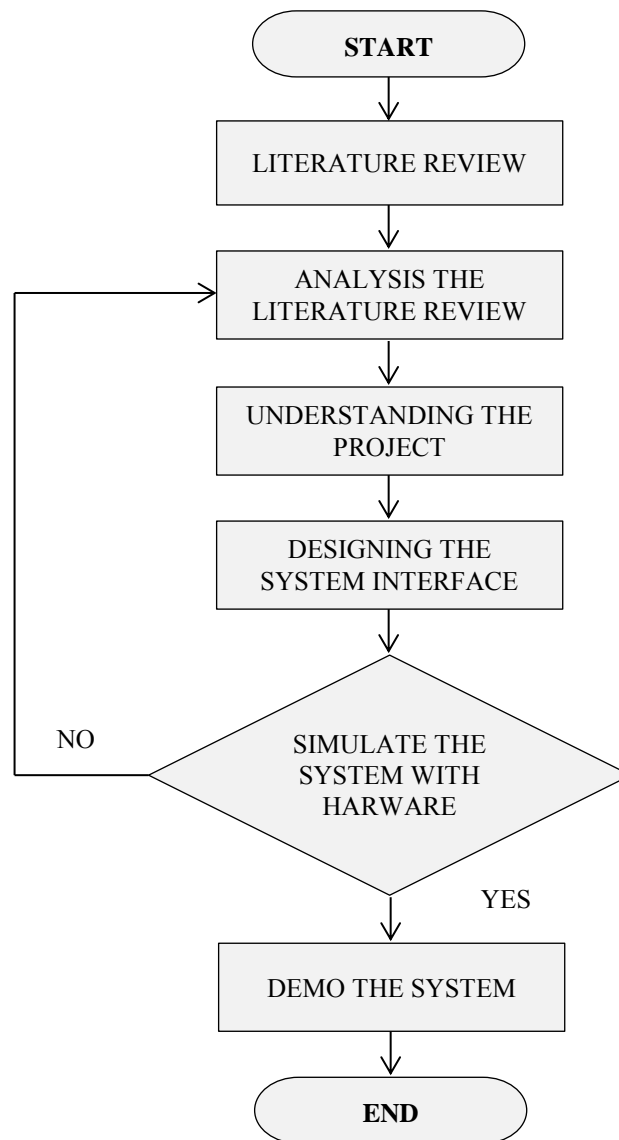 START
LITERATURE REVIEW
ANALYSIS THE
LITERATURE REVIEW
UNDERSTANDING THE
PROJECT
DESIGNING THE
SYSTEM INTERFACE
NO
SIMULATE THE
SYSTEM WITH
HARWARE
YES
DEMO THE SYSTEM
END